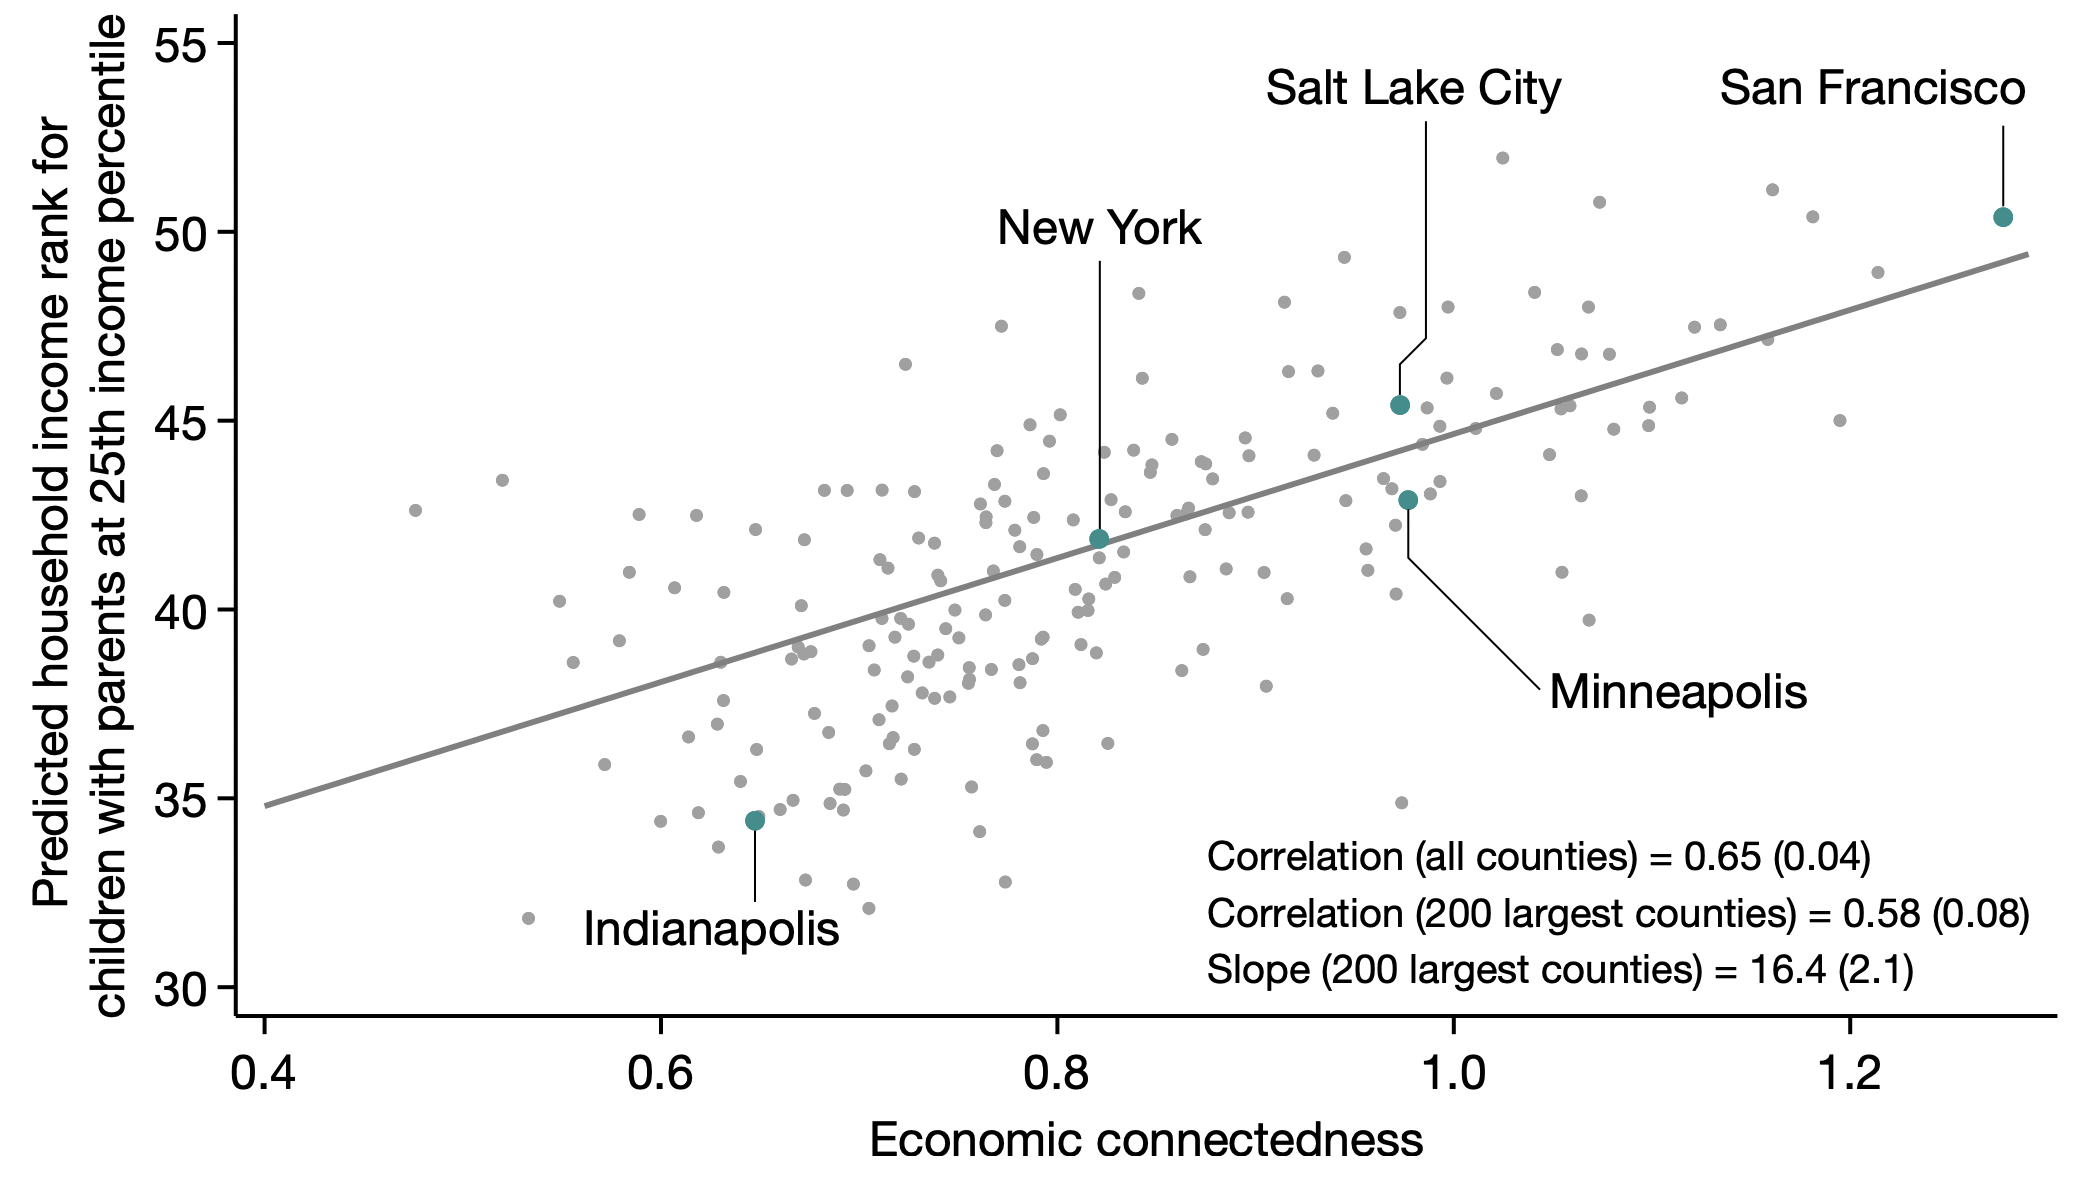 Predicted household income rank for
children with parents at 25th income percentile
55
50
45
40
35
30
Salt Lake City
San Francisco
New York
Minneapolis
Indianapolis
Correlation (all counties) = 0.65 (0.04)
Correlation (200 largest counties) = 0.58 (0.08)
Slope (200 largest counties) = 16.4 (2.1)
0.4
0.6
0.8
1.0
1.2
Economic connectedness